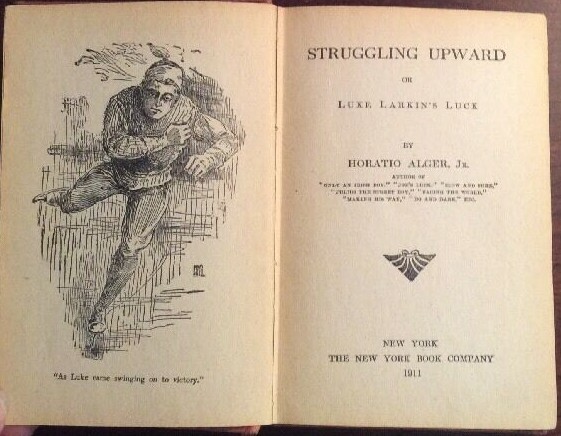 "As Luke came swinging on to victory."
STRUGGLING UPWARD
OR
LUKE LARKIN'S LUCK
BY
HORATIO ALGER, JR.
AUTHOR OF
"ONLY AN IRISH BOY," "JOE'S LUCK," "SLOW AND SURE,"
"JULIUS THE STREET BOY," "FACING THE WORLD,"
"MAKING HIS WAY," "DO AND DARE," ETC.
NEW YORK
THE NEW YORK BOOK COMPANY
1911